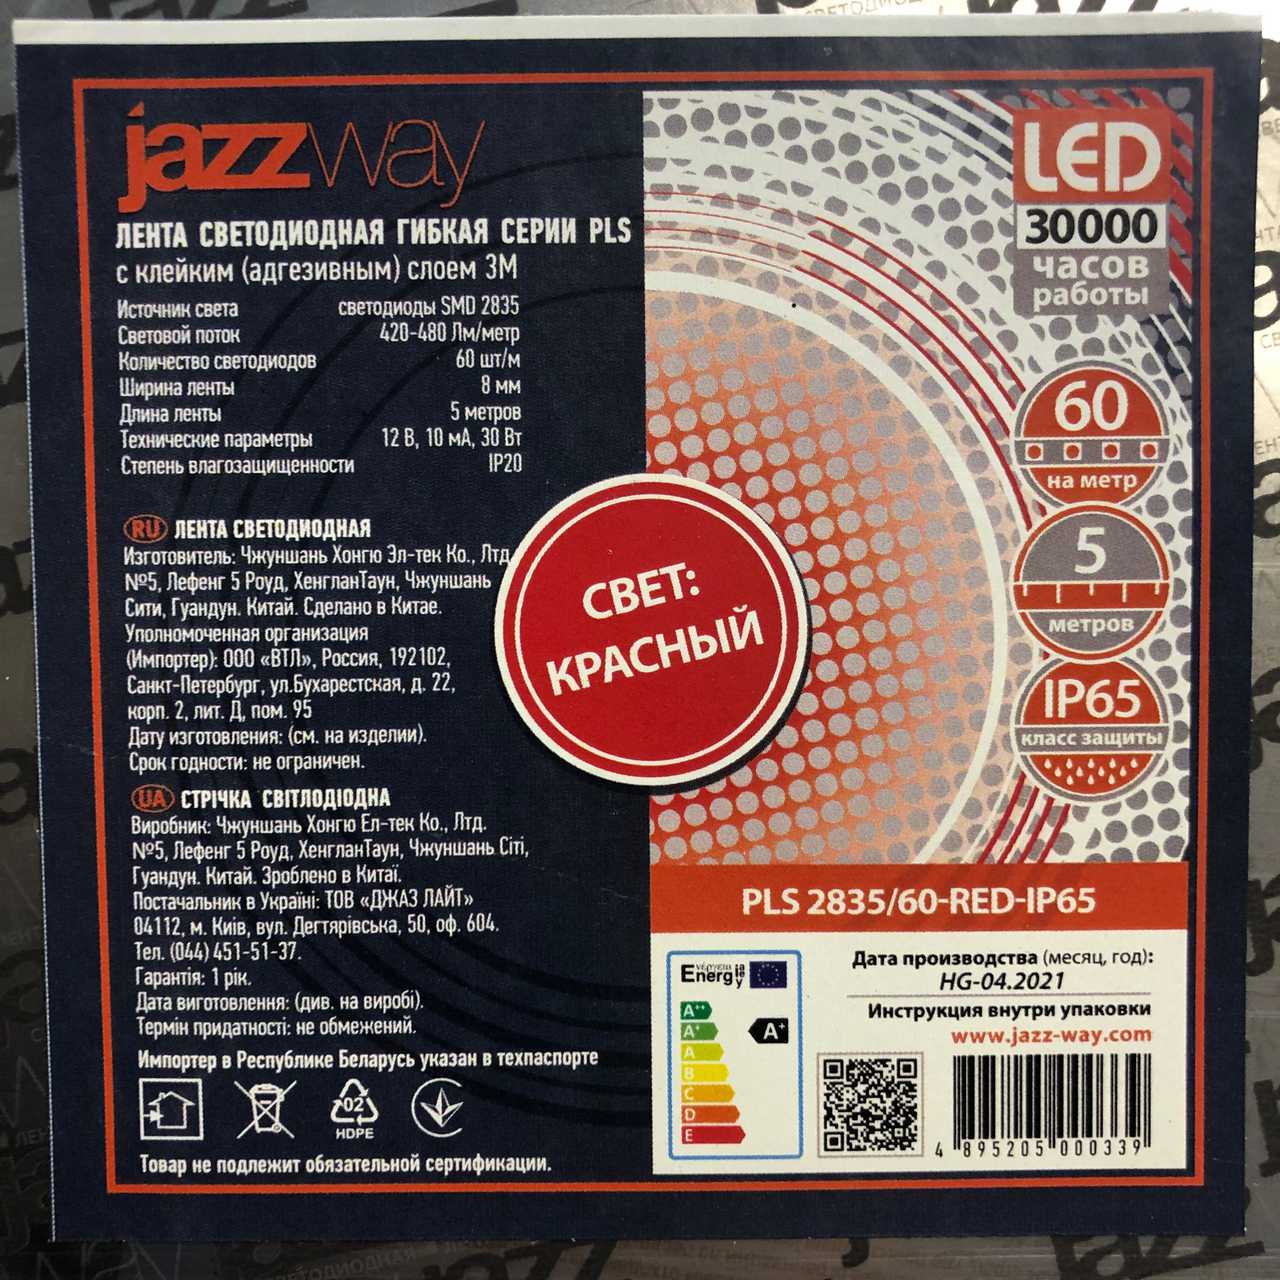 jazzway
ЛЕНТА СВЕТОДИОДНАЯ ГИБКАЯ СЕРИИ PLS
с клейким (адгезивным) слоем 3М
Источник света светодиоды SMD 2835
Световой поток 420-480 Лм/метр
Количество светодиодов 60 шт/м
Ширина ленты 8 мм
Длина ленты 5 метров
Технические параметры 12 В, 10 мА, 30 Вт
Степень влагозащищенности IP20
RU ЛЕНТА СВЕТОДИОДНАЯ
Изготовитель: Чжуншань Хонгю Эл-тек Ко., Лтд
№5, Лефенг 5 Роуд, ХенгланТаун, Чжуншань
Сити, Гуандун. Китай. Сделано в Китае.
Уполномоченная организация
(Импортер): ООО «ВТЛ», Россия, 192102,
Санкт-Петербург, ул.Бухарестская, д. 22,
корп. 2, лит. Д, пом. 95
Дату изготовления: (см. на изделии).
Срок годности: не ограничен.
UA СТРІЧКА СВІТЛОДІОДНА
Виробник: Чжуншань Хонгю Ел-тек Ко., Лтд.
№5, Лефенг 5 Роуд, ХенгланТаун, Чжуншань Сіті,
Гуандун. Китай. Зроблено в Китаї.
Постачальник в Україні: ТОВ «ДЖАЗ ЛАЙТ»
04112, м. Київ, вул. Дегтярівська, 50, оф. 604.
Тел. (044) 451-51-37.
Гарантія: 1 рік.
Дата виготовлення: (див. на виробі).
Термін придатності: не обмежений.
Импортер в Республике Беларусь указан в техпаспорте
02
HDPE
Товар не подлежит обязательной сертификации.
СВЕТ:
КРАСНЫЙ
LED
30000
часов
работы
60
на метр
5
метров
IP65
класс защиты
PLS 2835/60-RED-IP65
Energ
A++
A+
A
B
C
D
E
A+
Дата производства (месяц, год):
HG-04.2021
Инструкция внутри упаковки
www.jazz-way.com
4 895205 000339